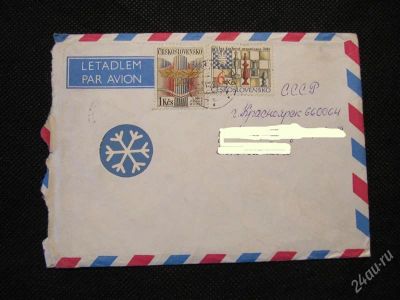 LETADLEM
PAR AVION
ČESKOSLOVENSKO
1 Kčs
ČESKOSLOVENSKO
СССР
г. Красноярск 660064
24au.ru